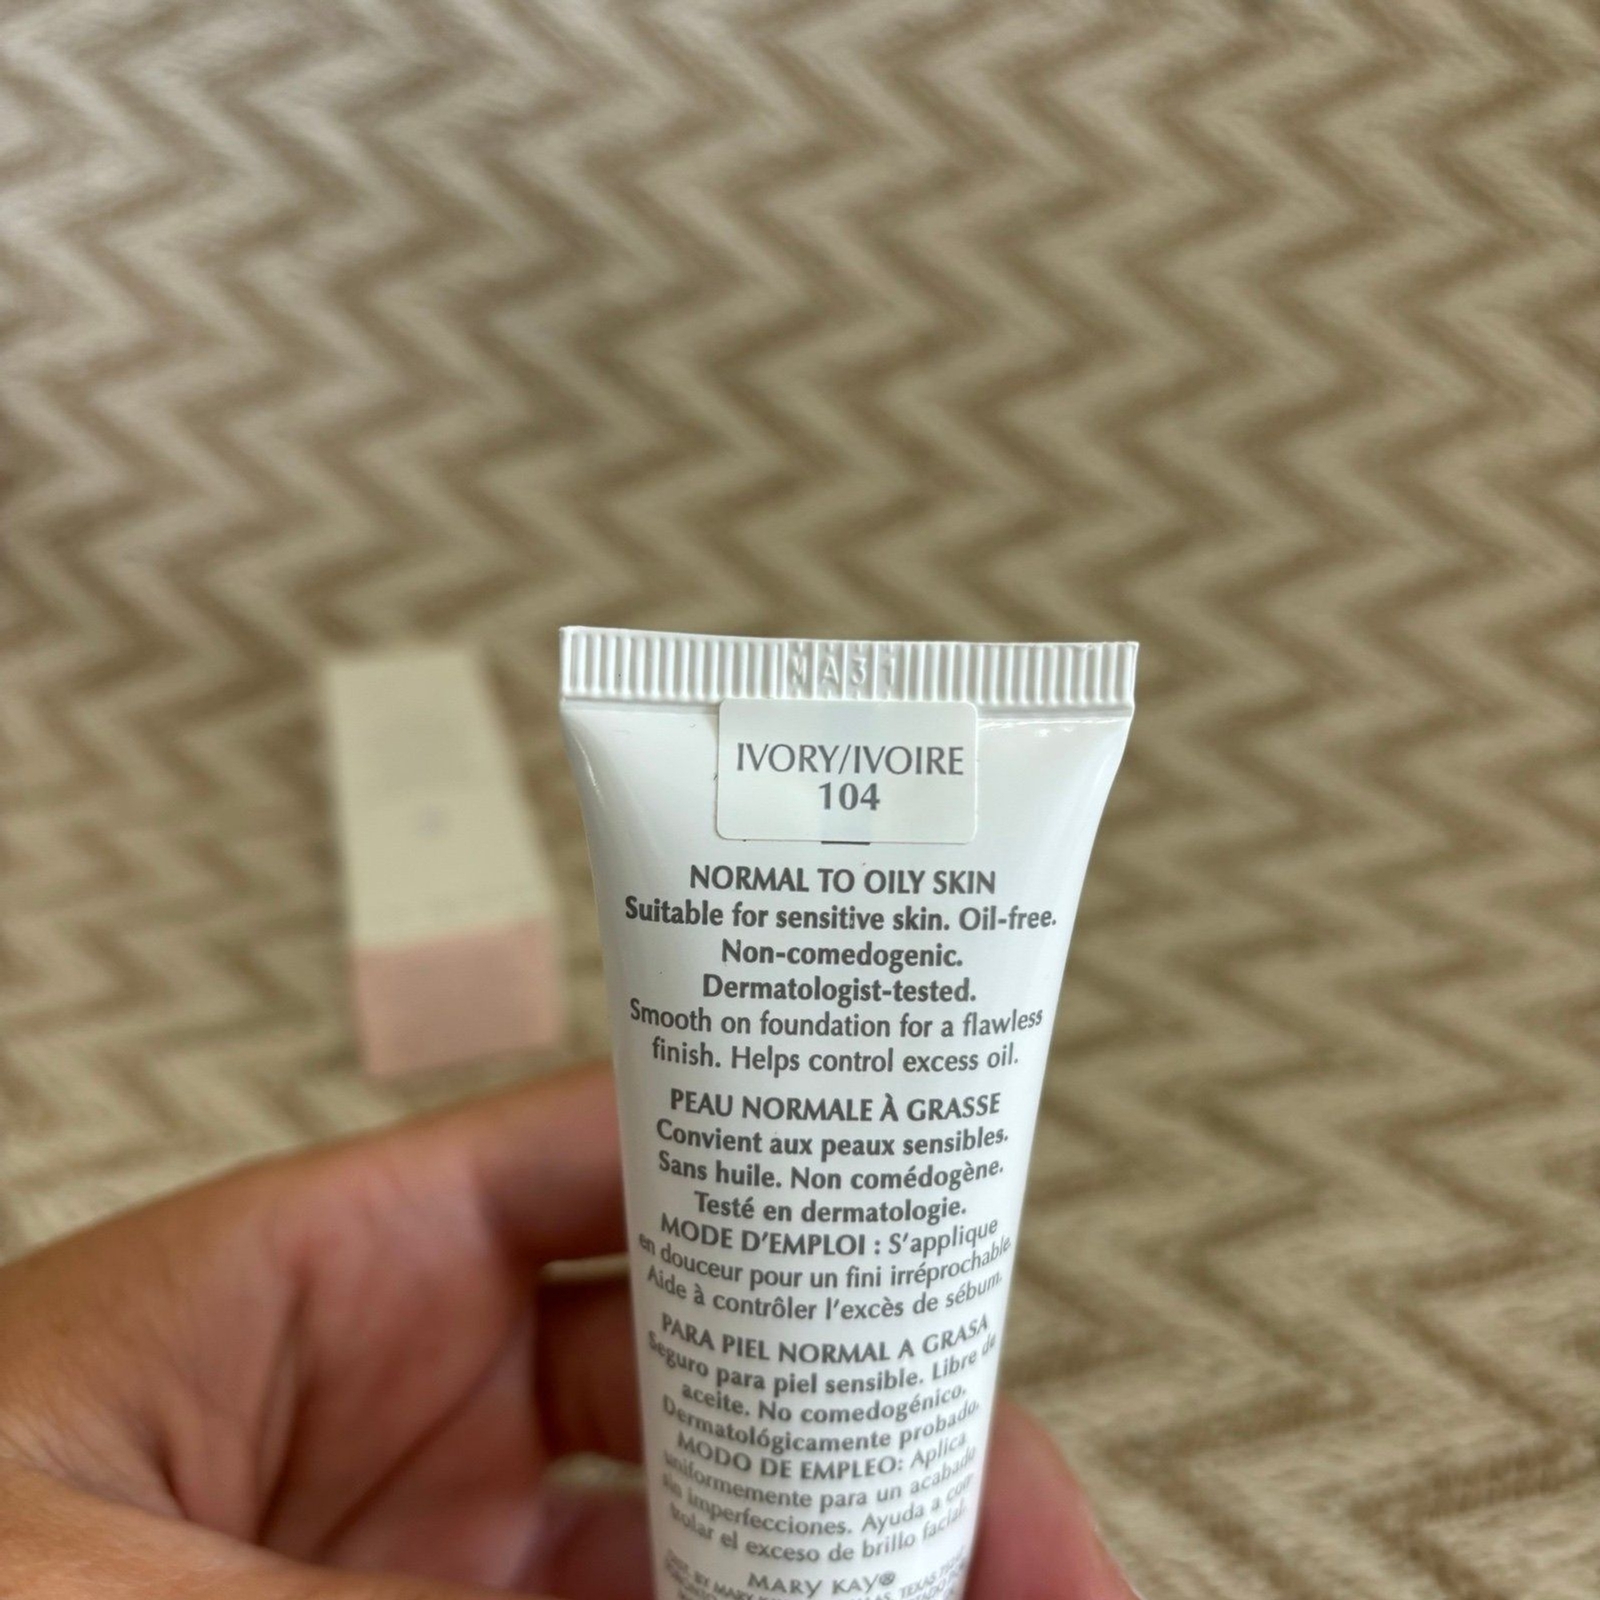 MA31
IVORY/IVOIRE
104
NORMAL TO OILY SKIN
Suitable for sensitive skin. Oil-free.
Non-comedogenic.
Dermatologist-tested.
Smooth on foundation for a flawless
finish. Helps control excess oil.
PEAU NORMALE À GRASSE
Convient aux peaux sensibles.
Sans huile. Non comédogène.
Testé en dermatologie.
MODE D'EMPLOI : S'applique
en douceur pour un fini irréprochable.
Aide à contrôler l'excès de sébum.
PARA PIEL NORMAL A GRASA
Seguro para piel sensible. Libre de
aceite. No comedogénico.
Dermatológicamente probado.
MODO DE EMPLEO: Aplica
uniformemente para un acabado
sin imperfecciones. Ayuda a con-
trolar el exceso de brillo facial.
MARY KAY®
BY MARY TEXAS